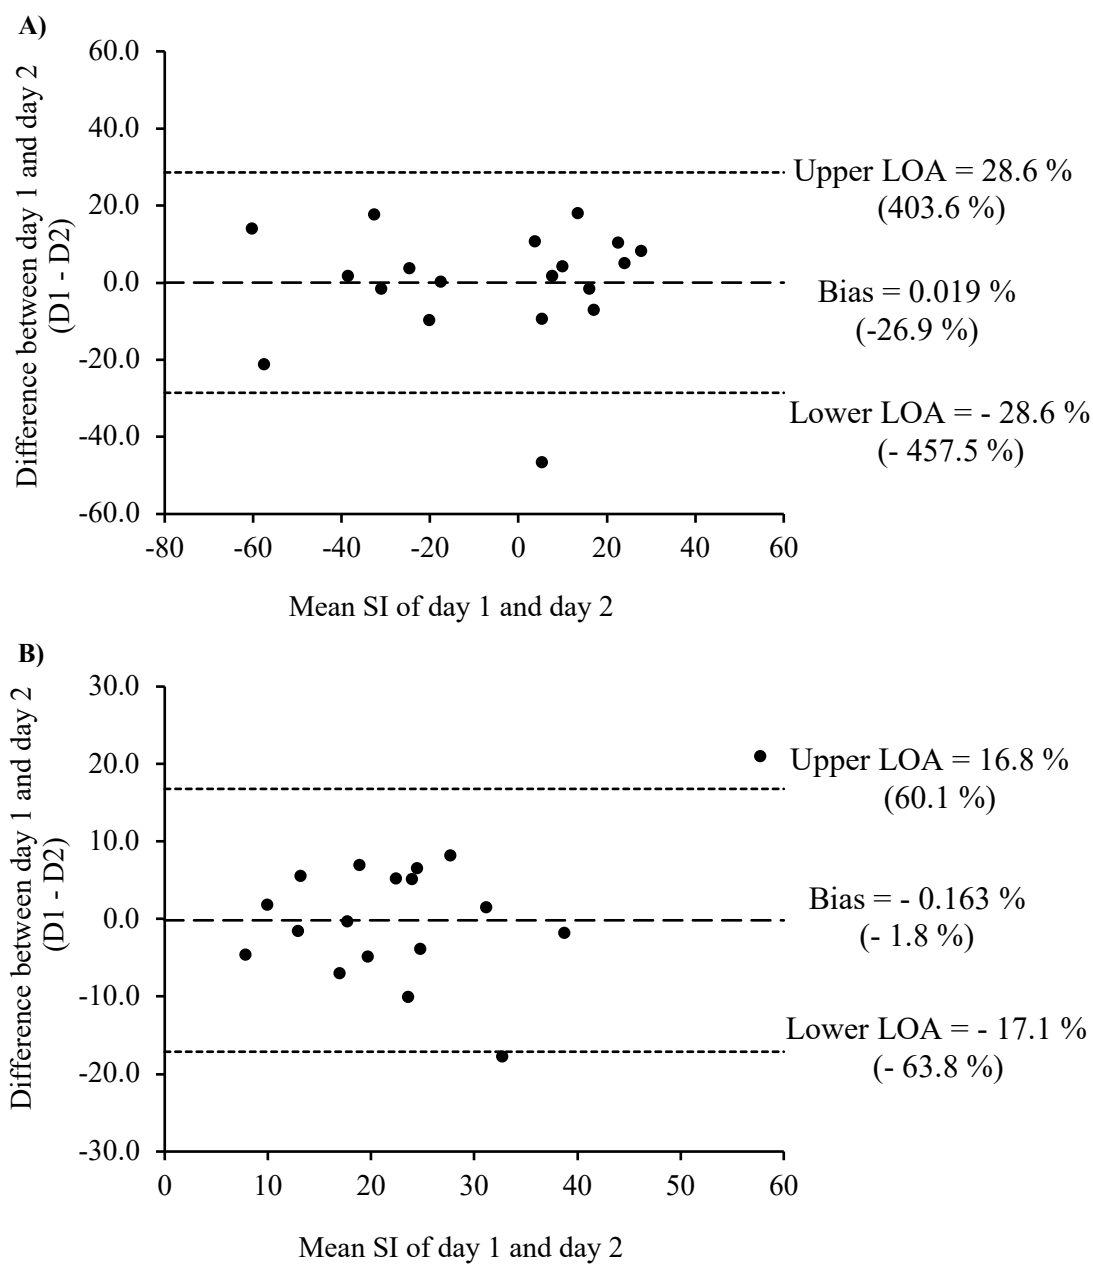 A)
Difference between day 1 and day 2
(D1 - D2)
60.0
40.0
20.0
0.0
-20.0
-40.0
-60.0
-80
-60
-40
-20
0
20
40
60
Upper LOA = 28.6 %
(403.6 %)
Bias = 0.019 %
(-26.9 %)
Lower LOA = - 28.6 %
(- 457.5 %)
Mean SI of day 1 and day 2
B)
Difference between day 1 and day 2
(D1 - D2)
30.0
20.0
10.0
0.0
-10.0
-20.0
-30.0
0
10
20
30
40
50
60
Upper LOA = 16.8 %
(60.1 %)
Bias = - 0.163 %
(- 1.8 %)
Lower LOA = - 17.1 %
(- 63.8 %)
Mean SI of day 1 and day 2